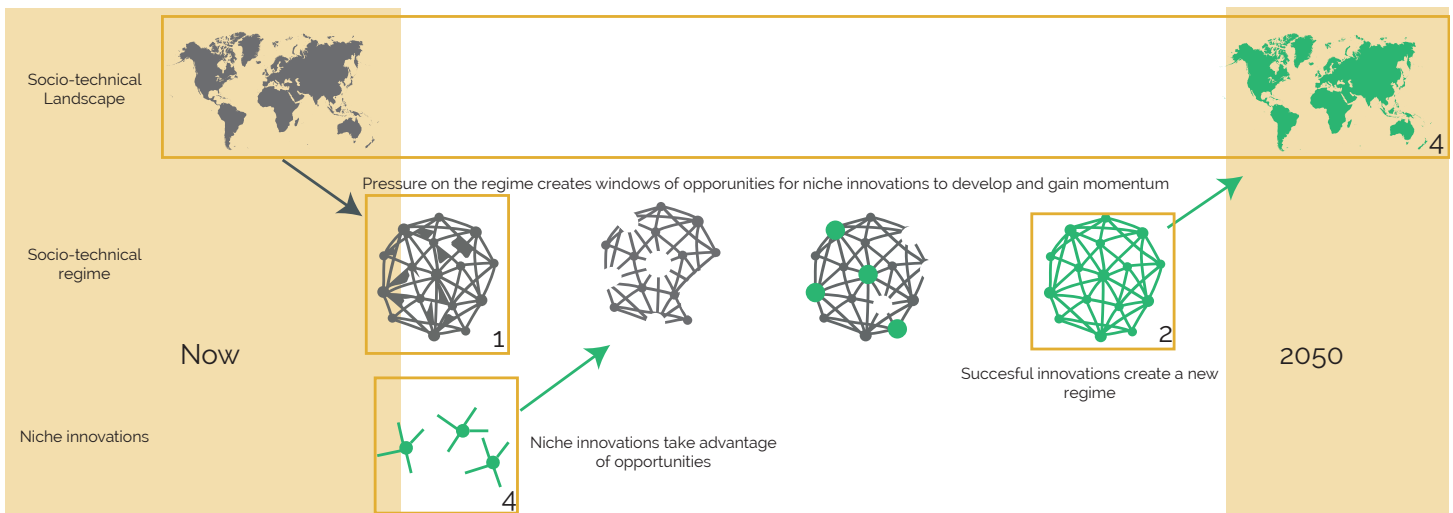 Socio-technical
Landscape
4
Pressure on the regime creates windows of opporunities for niche innovations to develop and gain momentum
Socio-technical
regime
1
2
Now
2050
Succesful innovations create a new
regime
Niche innovations
Niche innovations take advantage
of opportunities
4